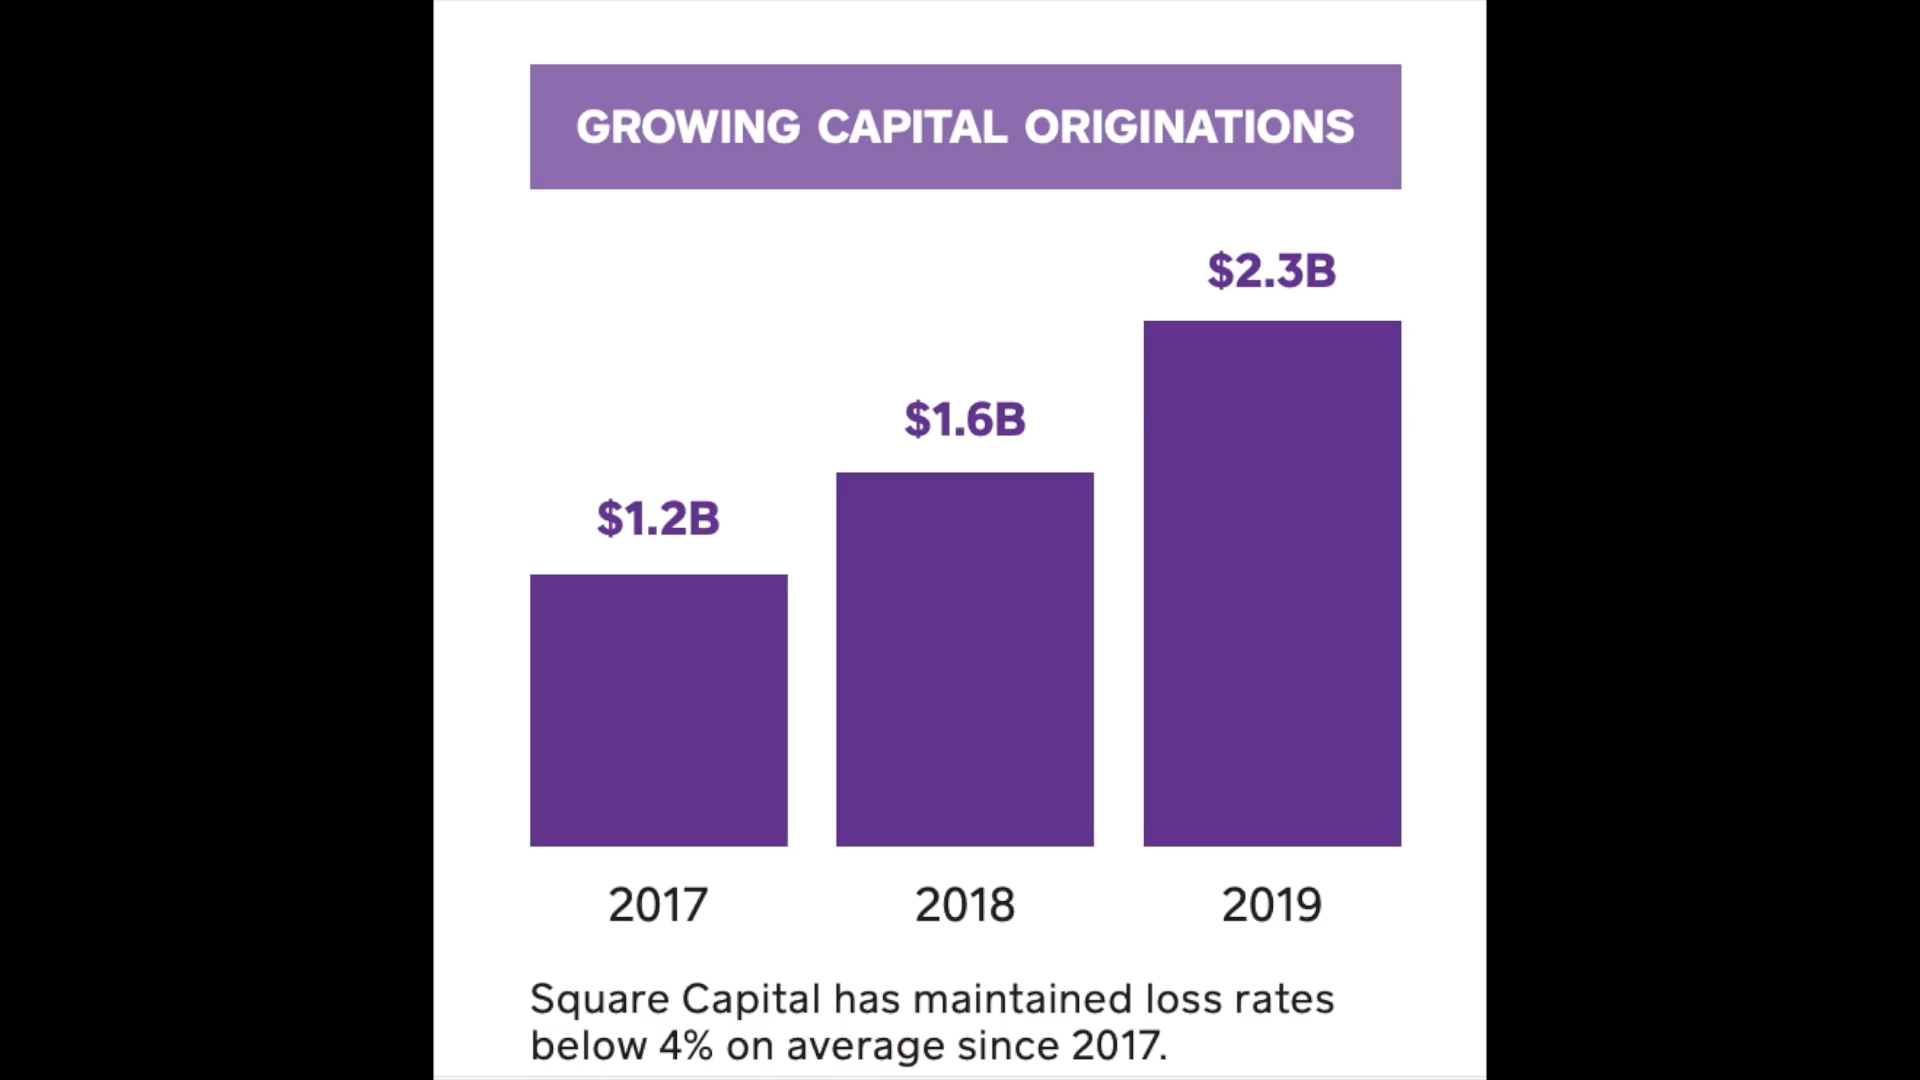 GROWING CAPITAL ORIGINATIONS
$2.3B
$1.6B
$1.2B
2017 2018 2019
Square Capital has maintained loss rates
below 4% on average since 2017.